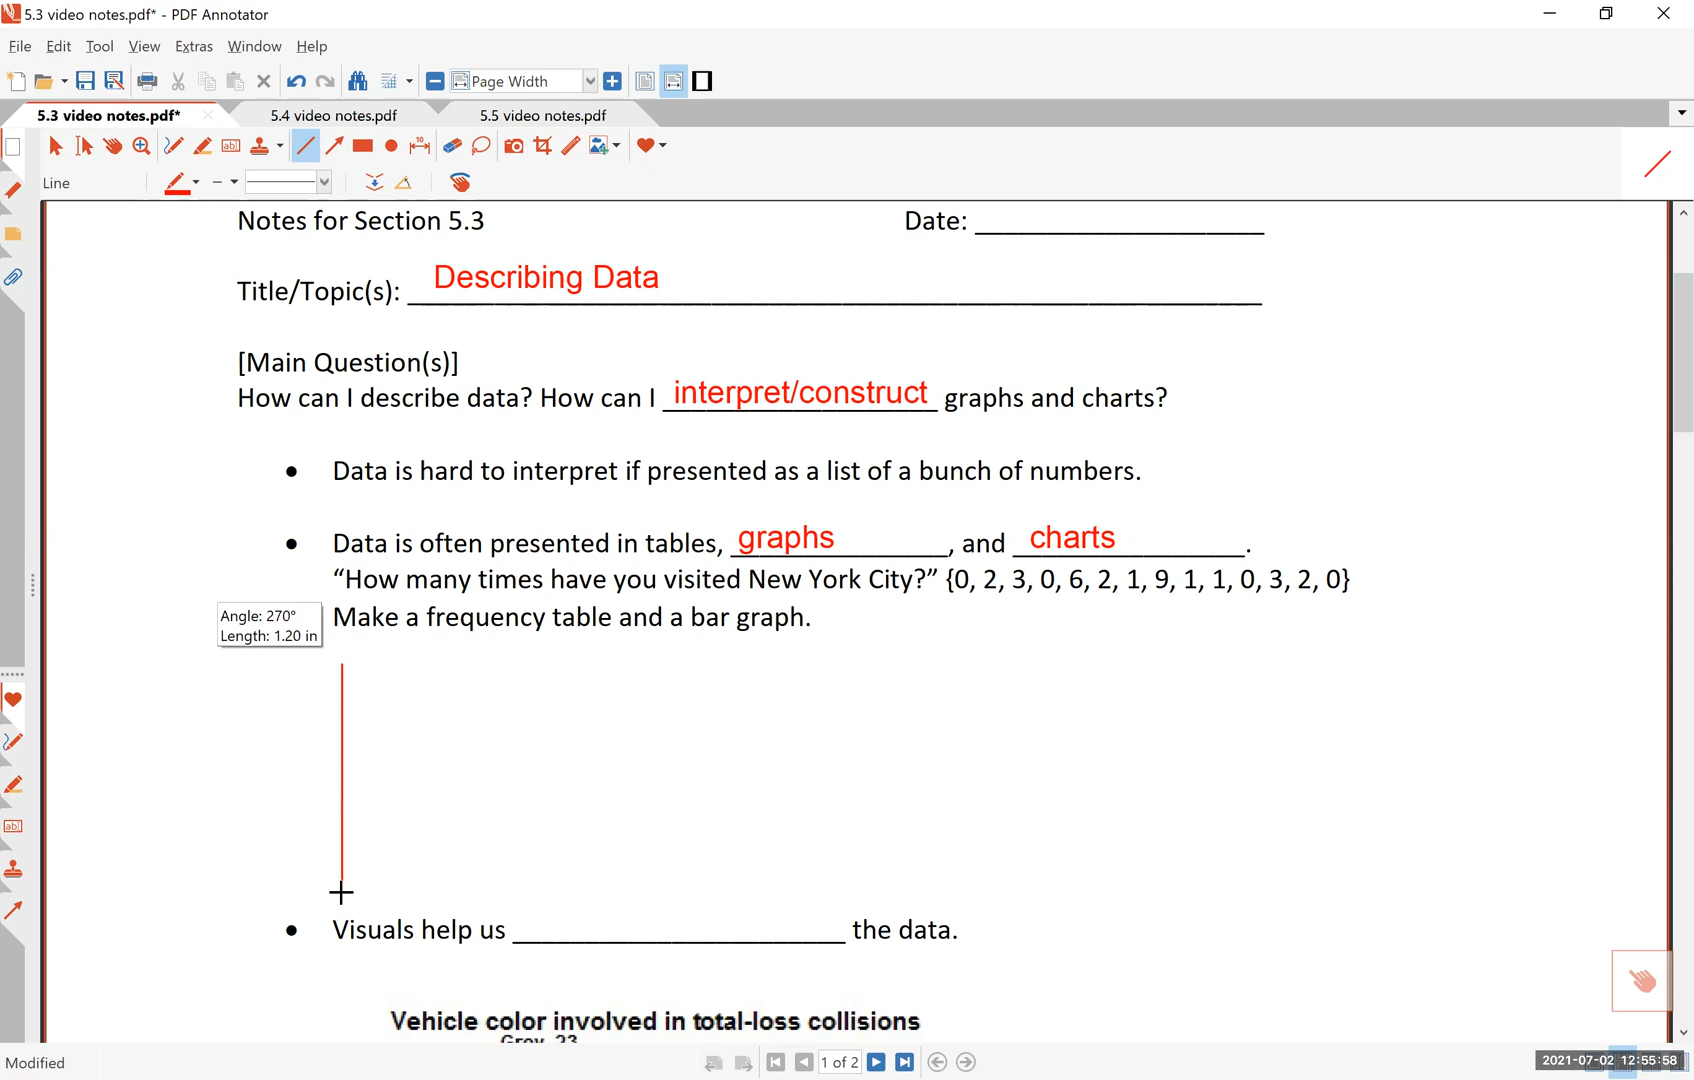 5.3 video notes.pdf* - PDF Annotator
File Edit Tool View Extras Window Help
Page Width
5.3 video notes.pdf* 5.4 video notes.pdf 5.5 video notes.pdf
Line
Notes for Section 5.3 Date: ____________________
Title/Topic(s): Describing Data
[Main Question(s)]
How can I describe data? How can I interpret/construct graphs and charts?
• Data is hard to interpret if presented as a list of a bunch of numbers.
• Data is often presented in tables, graphs, and charts.
“How many times have you visited New York City?” {0, 2, 3, 0, 6, 2, 1, 9, 1, 1, 0, 3, 2, 0}
Make a frequency table and a bar graph.
Angle: 270°
Length: 1.20 in
• Visuals help us _______________________ the data.
Vehicle color involved in total-loss collisions
Grey, 23
Modified
1 of 2
2021-07-02 12:55:58